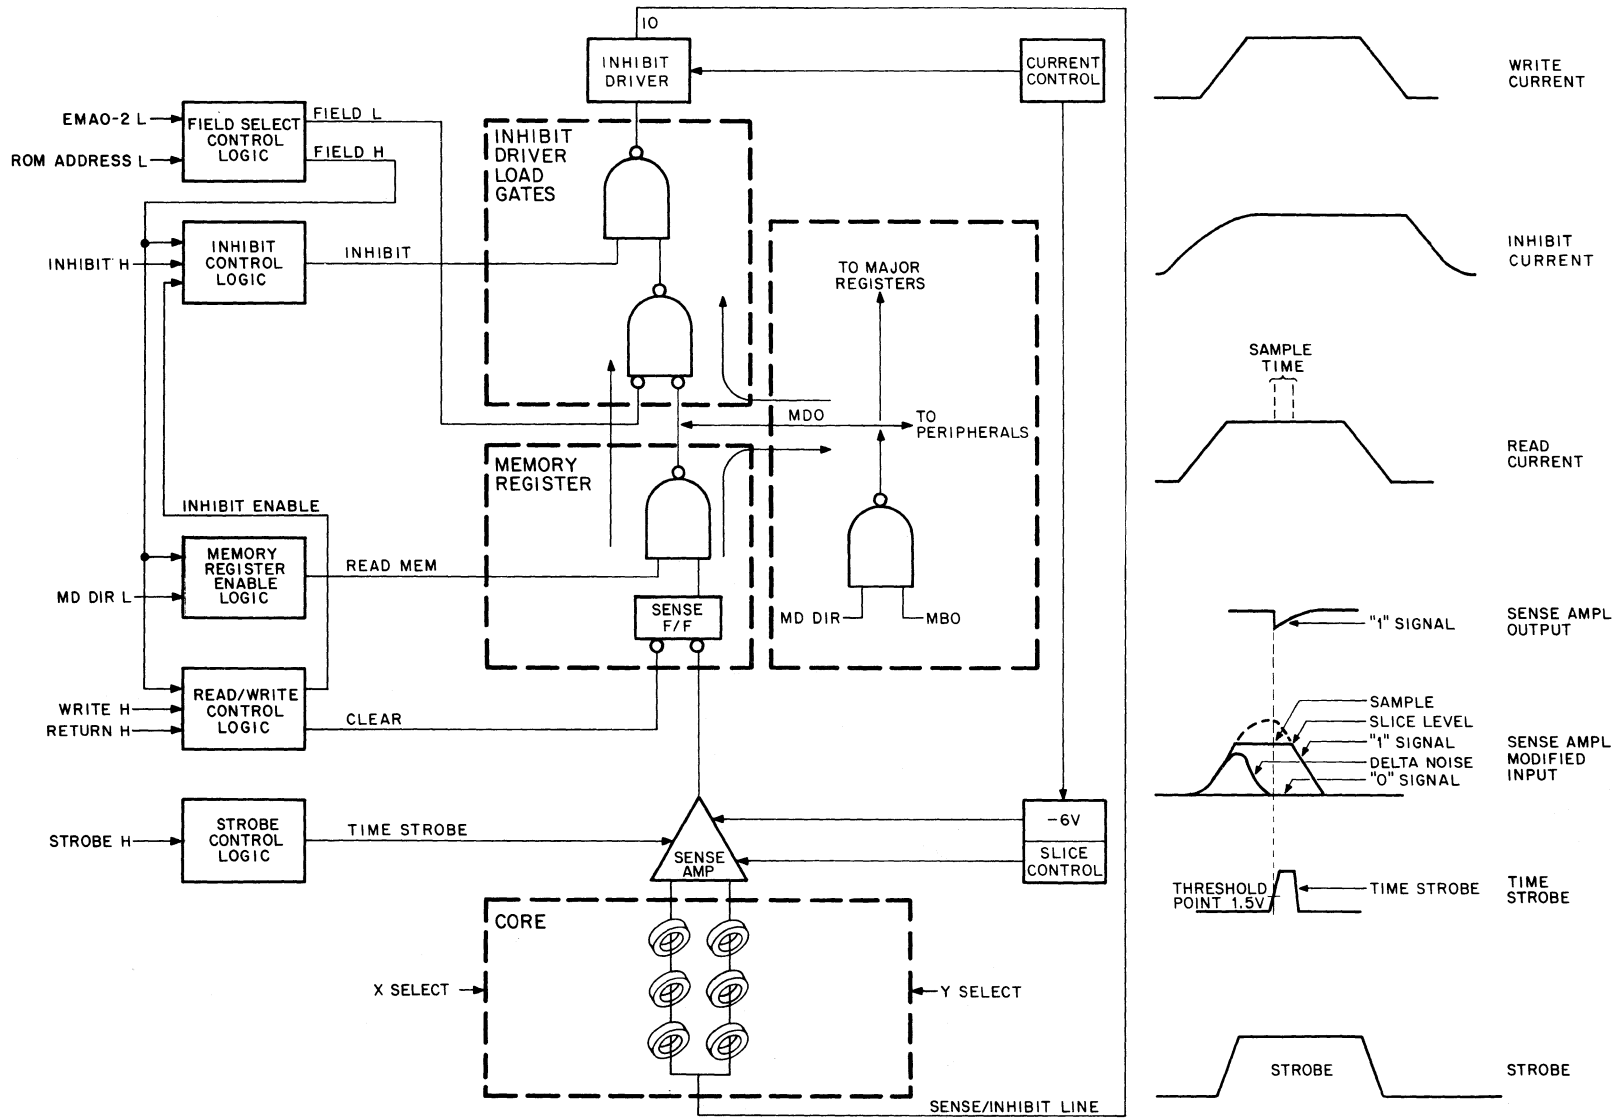 IO
INHIBIT
DRIVER
CURRENT
CONTROL
WRITE
CURRENT
EMAO-2 L
ROM ADDRESS L
FIELD SELECT
CONTROL
LOGIC
FIELD L
FIELD H
INHIBIT
DRIVER
LOAD
GATES
INHIBIT H
INHIBIT
CONTROL
LOGIC
INHIBIT
TO MAJOR
REGISTERS
INHIBIT
CURRENT
SAMPLE
TIME
MDO
TO
PERIPHERALS
READ
CURRENT
MEMORY
REGISTER
INHIBIT ENABLE
MEMORY
REGISTER
ENABLE
LOGIC
MD DIR L
READ MEM
SENSE
F/F
MD DIR
MBO
"1" SIGNAL
SENSE AMPL
OUTPUT
WRITE H
RETURN H
READ/WRITE
CONTROL
LOGIC
CLEAR
SAMPLE
SLICE LEVEL
"1" SIGNAL
DELTA NOISE
"0" SIGNAL
SENSE AMPL
MODIFIED
INPUT
STROBE H
STROBE
CONTROL
LOGIC
TIME STROBE
SENSE
AMP
-6V
SLICE
CONTROL
THRESHOLD
POINT 1.5V
TIME STROBE
TIME
STROBE
CORE
X SELECT
Y SELECT
STROBE
STROBE
SENSE/INHIBIT LINE